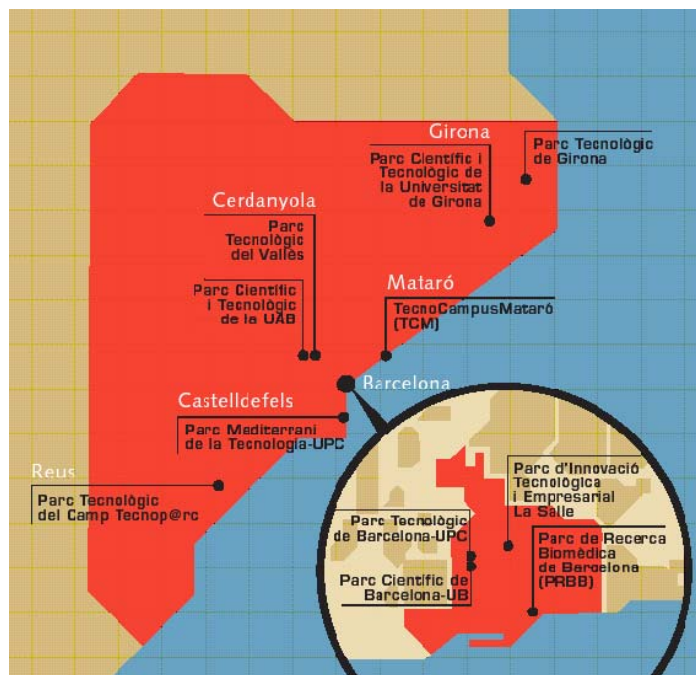 Girona
Parc Científic i
Tecnològic de
la Universitat
de Girona
Parc Tecnològic
de Girona
Cerdanyola
Parc
Tecnològic
del Vallès
Parc Científic
i Tecnològic
de la UAB
Mataró
TecnoCampusMataró
(TCM)
Barcelona
Castelldefels
Parc Mediterrani
de la Tecnologia-UPC
Reus
Parc Tecnològic
del Camp Tecnop@rc
Parc d'Innovació
Tecnològica
i Empresarial
La Salle
Parc Tecnològic
de Barcelona-UPC
Parc Científic de
Barcelona-UB
Parc de Recerca
Biomèdica
de Barcelona
(PRBB)